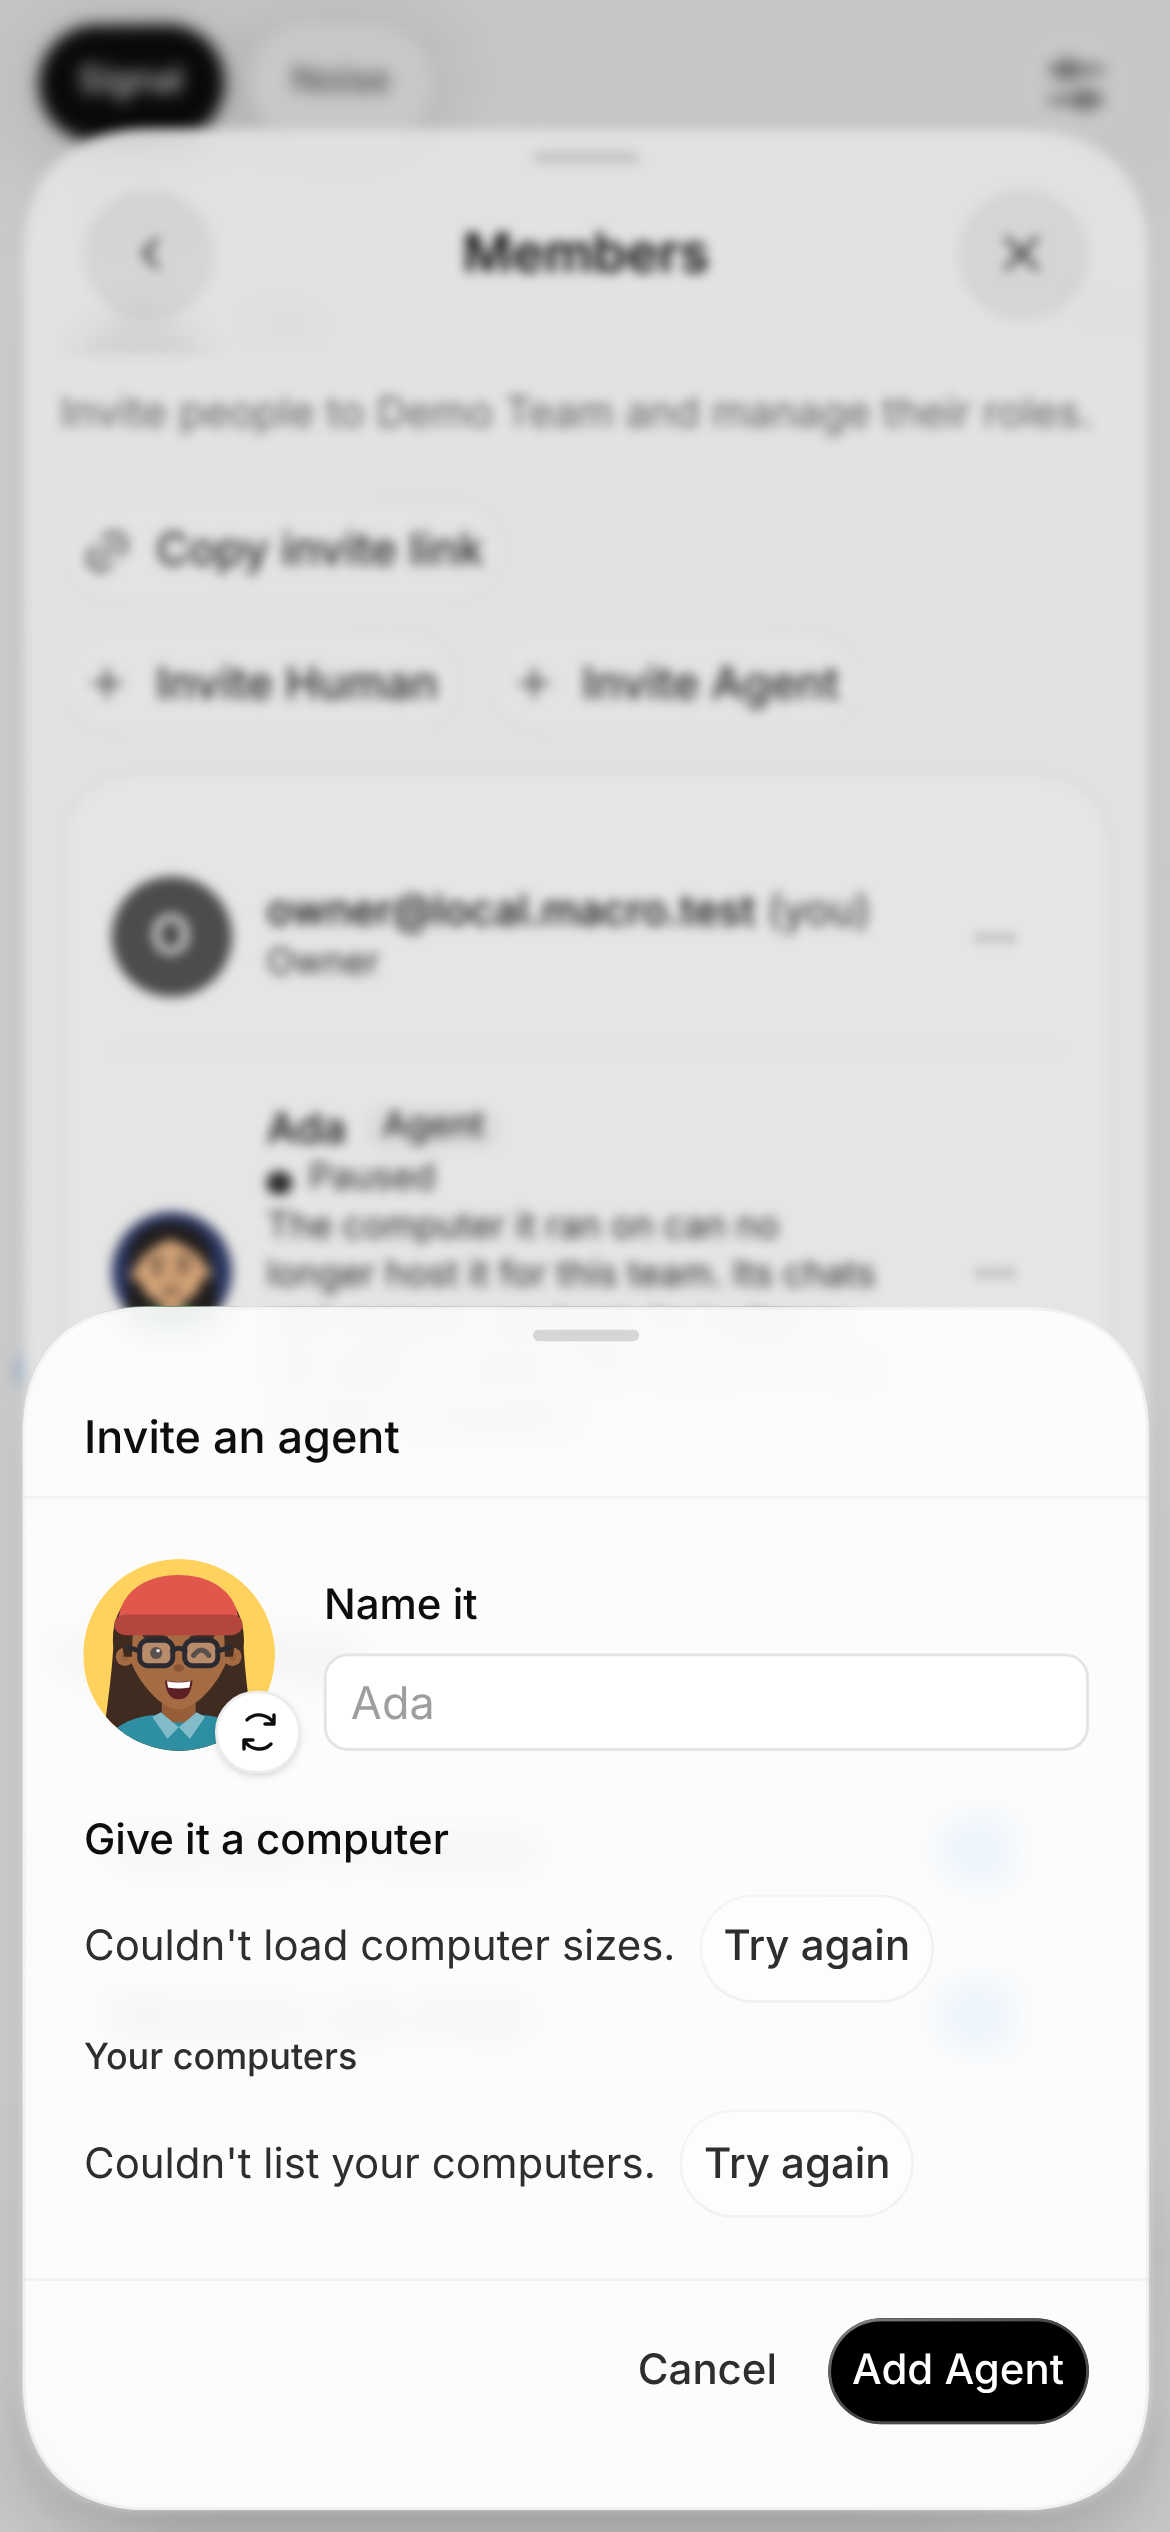 Signal
Noise
Members
Invite people to Demo Team and manage their roles.
Copy invite link
Invite Human
Invite Agent
O
owner@local.macro.test (you)
Owner
Ada Agent
Paused
The computer it ran on can no
longer host it for this team. Its chats
Invite an agent
Name it
Ada
Give it a computer
Couldn't load computer sizes.
Try again
Your computers
Couldn't list your computers.
Try again
Cancel
Add Agent